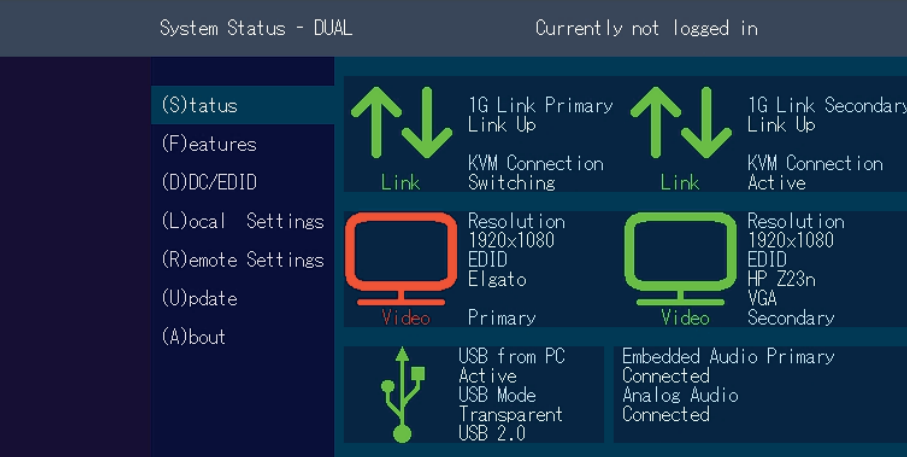 System Status - DUAL
Currently not logged in
(S)tatus
(F)eatures
(D)DC/EDID
(L)ocal  Settings
(R)emote Settings
(U)pdate
(A)bout
1G Link Primary
Link Up
KVM Connection
Switching
Link
1G Link Secondary
Link Up
KVM Connection
Active
Link
Resolution
1920x1080
EDID
Elgato
Primary
Video
Resolution
1920x1080
EDID
HP Z23n
VGA
Secondary
Video
USB from PC
Active
USB Mode
Transparent
USB 2.0
Embedded Audio Primary
Connected
Analog Audio
Connected